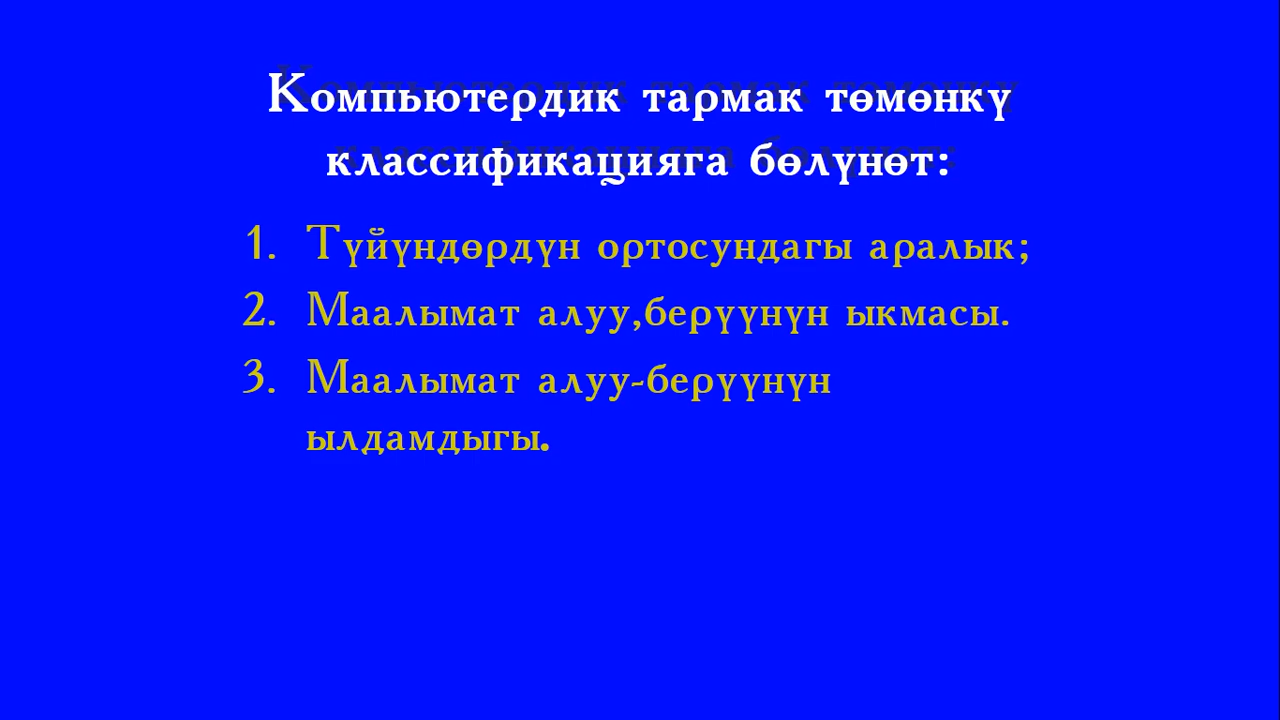 Компьютердик тармак төмөнкү
классификацияга бөлүнөт:
1. Түйүндөрдүн ортосундагы аралык;
2. Маалымат алуу,берүүнүн ыкмасы.
3. Маалымат алуу-берүүнүн
ылдамдыгы.